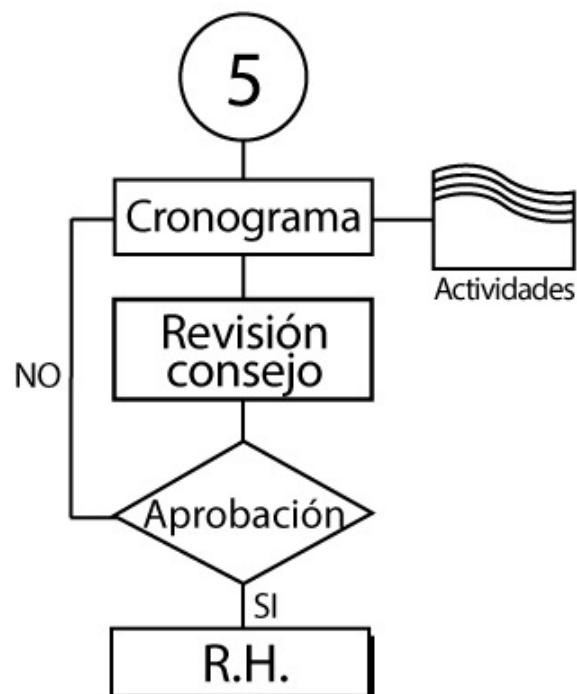 5
Cronograma
Actividades
Revisión
consejo
NO
Aprobación
SI
R.H.